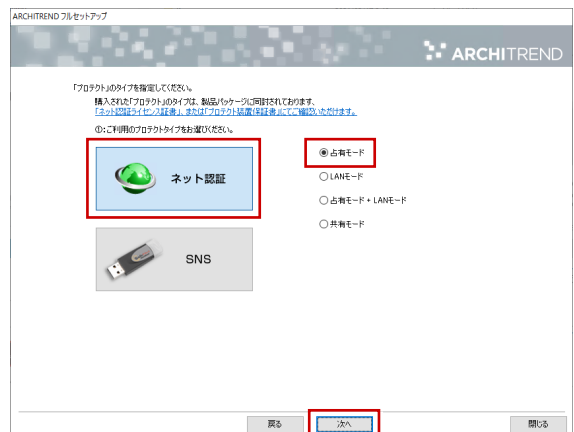 ARCHITREND フルセットアップ
ARCHITREND
「プロテクト」のタイプを指定してください。
購入された「プロテクト」のタイプは、製品パッケージに同封されております、
「ネット認証ライセンス証書」、または「プロテクト装置保証書」にてご確認いただけます。
①:ご利用のプロテクトタイプをお選びください。
ネット認証
占有モード
LANモード
占有モード + LANモード
共有モード
SNS
戻る
次へ
閉じる